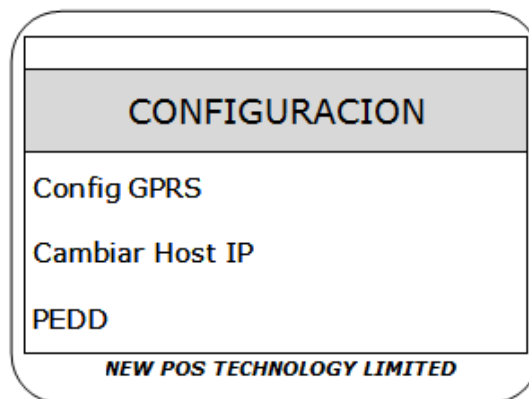 CONFIGURACION
Config GPRS
Cambiar Host IP
PEDD
NEW POS TECHNOLOGY LIMITED